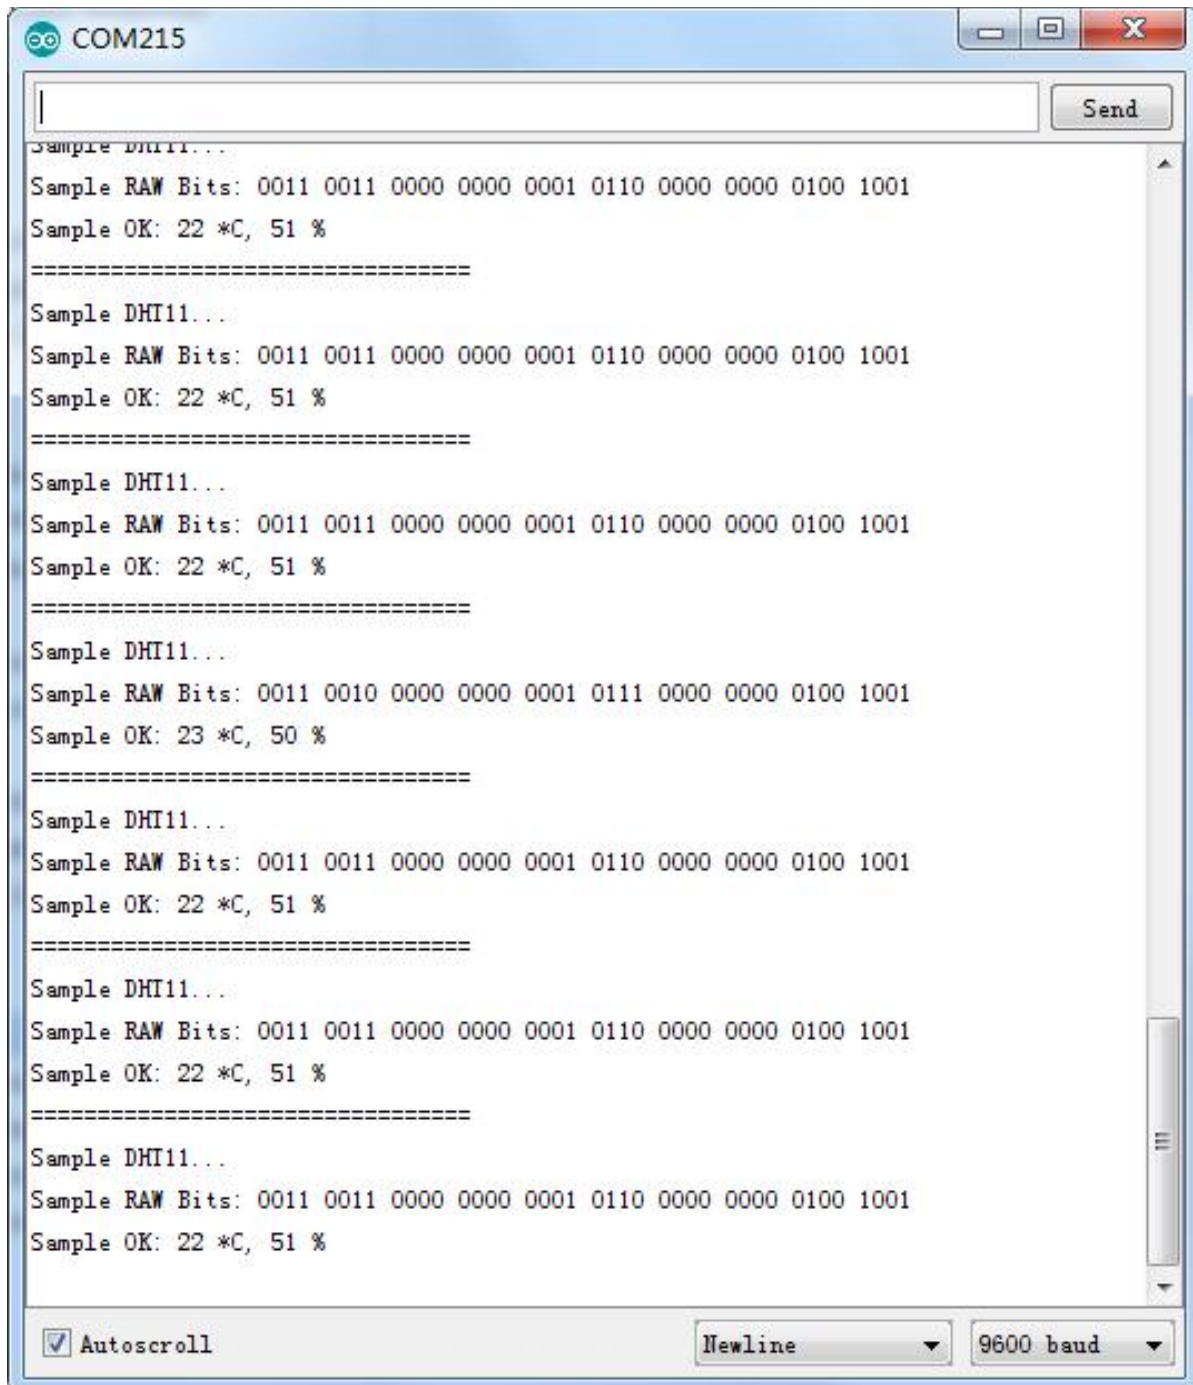 COM215
Send
Sample DHT11...
Sample RAW Bits: 0011 0011 0000 0000 0001 0110 0000 0000 0100 1001
Sample OK: 22 *C, 51 %
=================================
Sample DHT11...
Sample RAW Bits: 0011 0011 0000 0000 0001 0110 0000 0000 0100 1001
Sample OK: 22 *C, 51 %
=================================
Sample DHT11...
Sample RAW Bits: 0011 0011 0000 0000 0001 0110 0000 0000 0100 1001
Sample OK: 22 *C, 51 %
=================================
Sample DHT11...
Sample RAW Bits: 0011 0010 0000 0000 0001 0111 0000 0000 0100 1001
Sample OK: 23 *C, 50 %
=================================
Sample DHT11...
Sample RAW Bits: 0011 0011 0000 0000 0001 0110 0000 0000 0100 1001
Sample OK: 22 *C, 51 %
=================================
Sample DHT11...
Sample RAW Bits: 0011 0011 0000 0000 0001 0110 0000 0000 0100 1001
Sample OK: 22 *C, 51 %
=================================
Sample DHT11...
Sample RAW Bits: 0011 0011 0000 0000 0001 0110 0000 0000 0100 1001
Sample OK: 22 *C, 51 %
Autoscroll
Newline
9600 baud